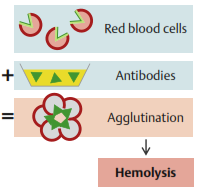 Red blood cells
+ Antibodies
= Agglutination
Hemolysis